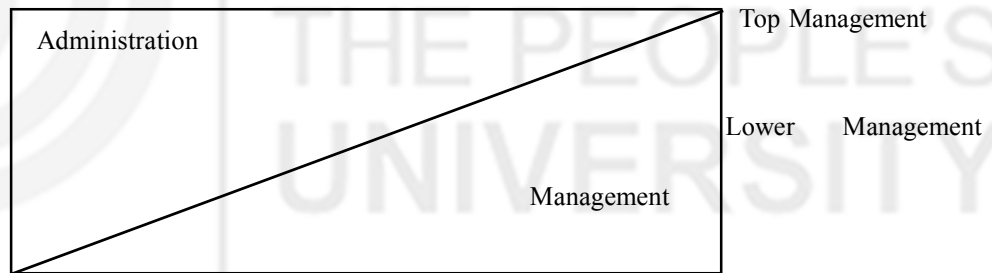 THE PEOPLE'S
UNIVERSITY
Top Management
Administration
Lower Management
Management